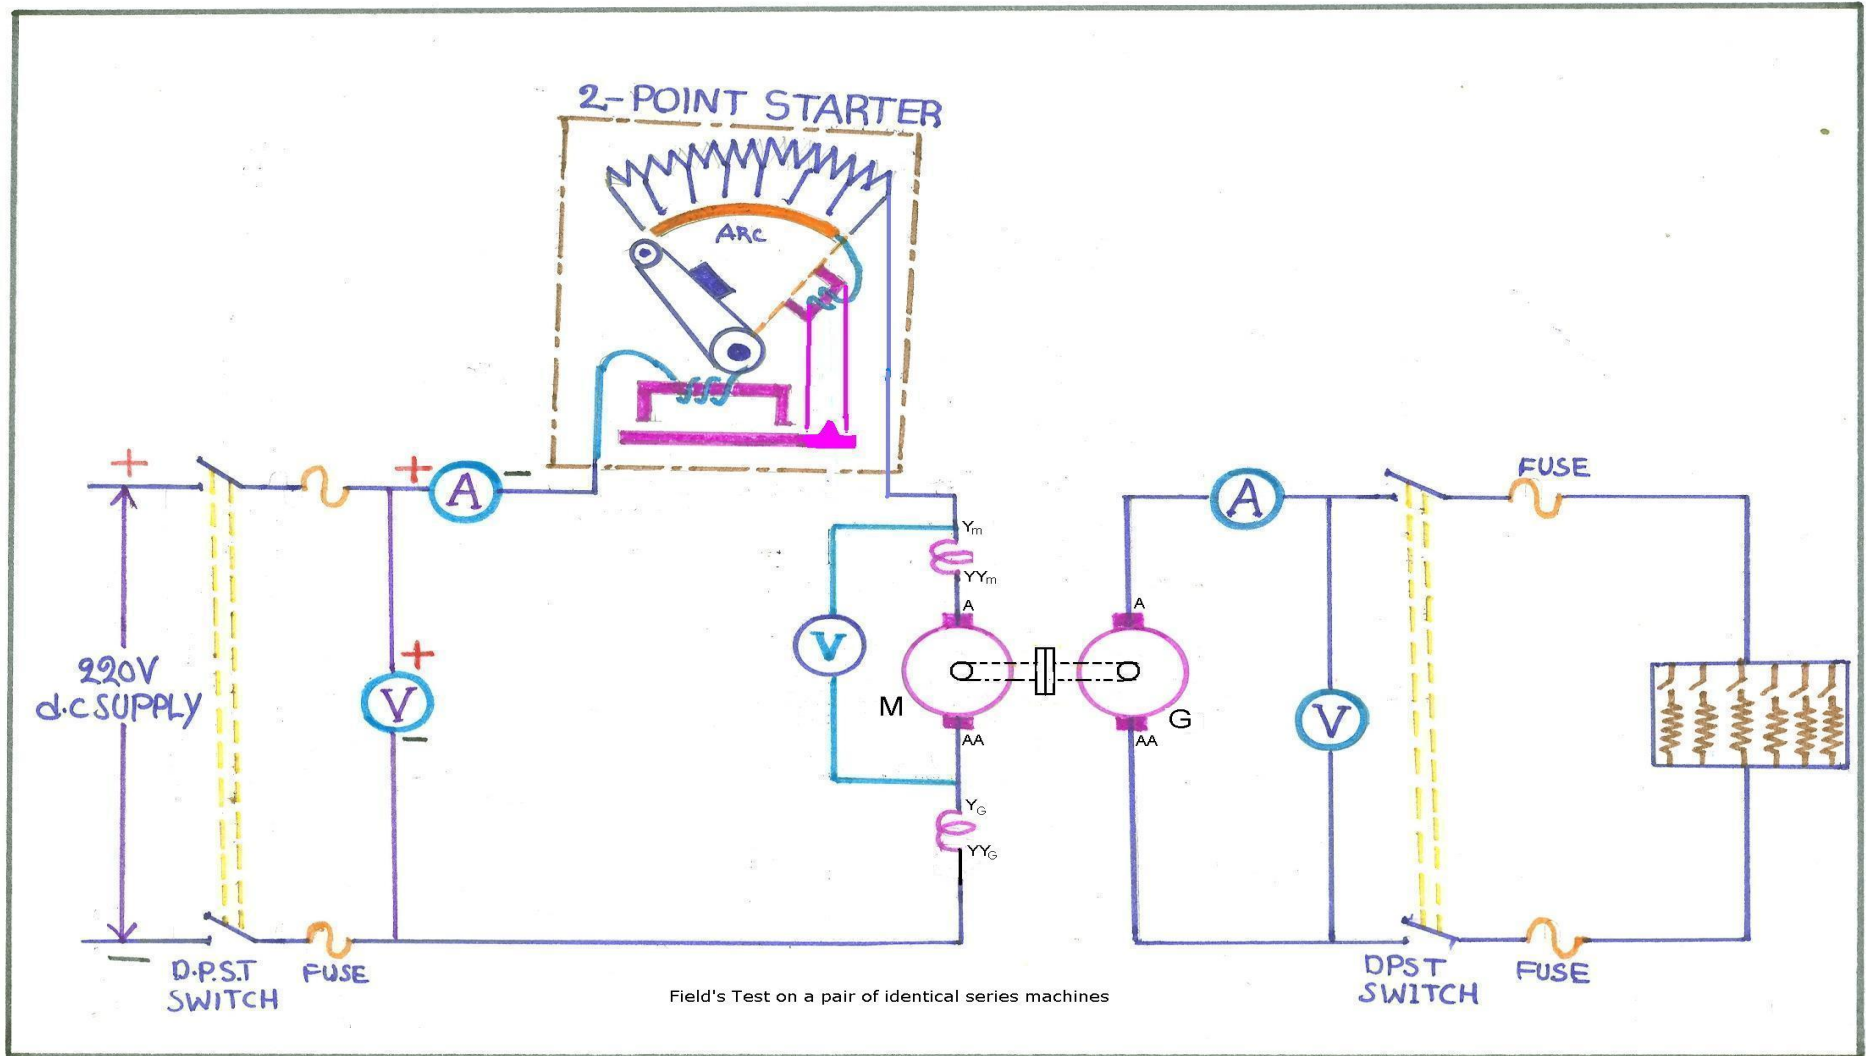 2-POINT STARTER
ARC
+
+
A
-
+
V
-
220V
d.c SUPPLY
-
D.P.S.T
SWITCH
FUSE
Ym
YYm
A
V
M
AA
YG
YYG
A
G
AA
A
V
FUSE
DPST
SWITCH
FUSE
Field's Test on a pair of identical series machines